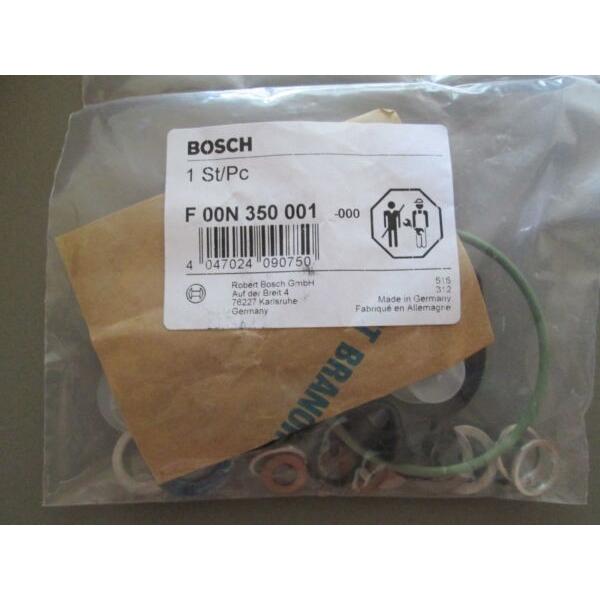 BOSCH
1 St/Pc
F 00N 350 001 -000
4 047024 090750
Robert Bosch GmbH
Auf der Breit 4
76227 Karlsruhe
Germany
515
312
Made in Germany
Fabriqué en Allemagne